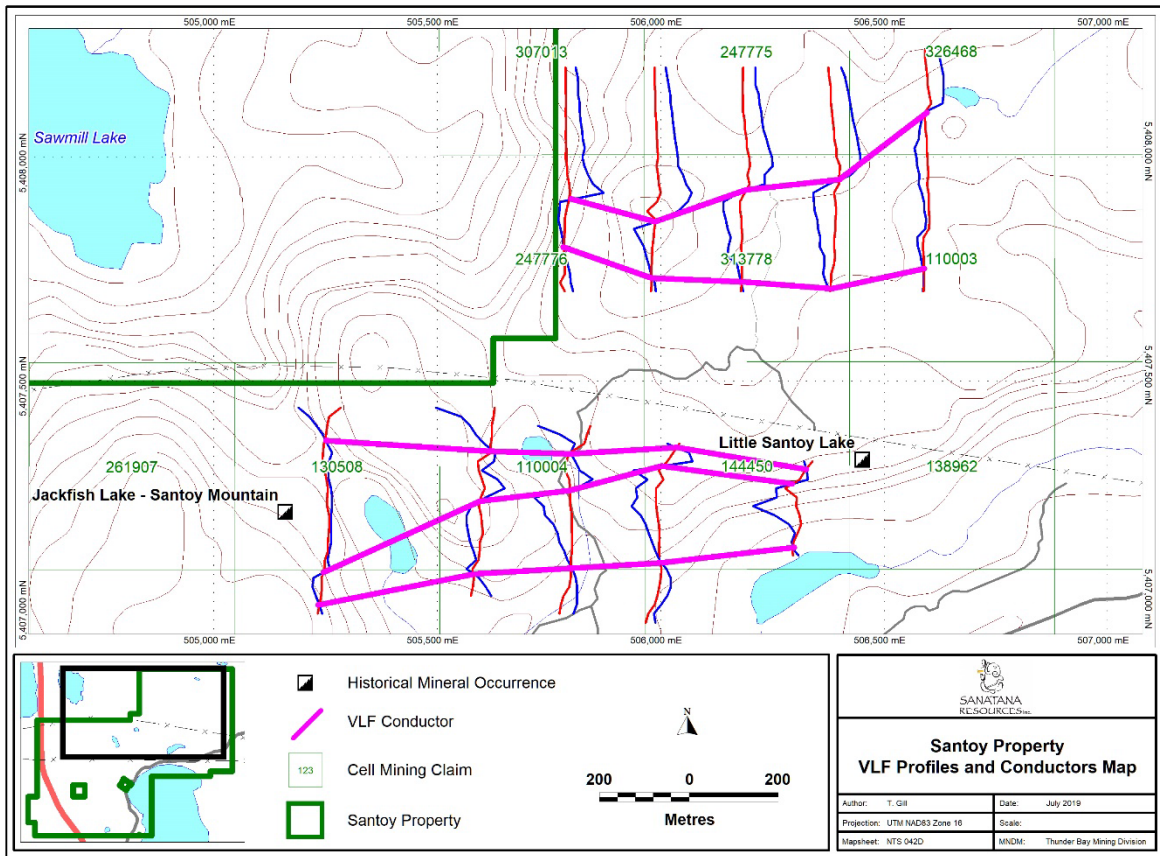 505,000 mE 505,500 mE 506,000 mE 506,500 mE 507,000 mE
307013 247775 326468
Sawmill Lake
5,408,000 mN 5,408,000 mN
247776 313778 110003
5,407,500 mN 5,407,500 mN
Little Santoy Lake
261907 130508 110004 144450 138962
Jackfish Lake - Santoy Mountain
5,407,000 mN 5,407,000 mN
505,000 mE 505,500 mE 506,000 mE 506,500 mE 507,000 mE
Historical Mineral Occurrence
VLF Conductor
123 Cell Mining Claim
Santoy Property
N
200 0 200
Metres
SANATANA
RESOURCES Inc.
Santoy Property
VLF Profiles and Conductors Map
Author: T. Gill Date: July 2019
Projection: UTM NAD83 Zone 16 Scale:
Mapsheet: NTS 042D MNDM: Thunder Bay Mining Division